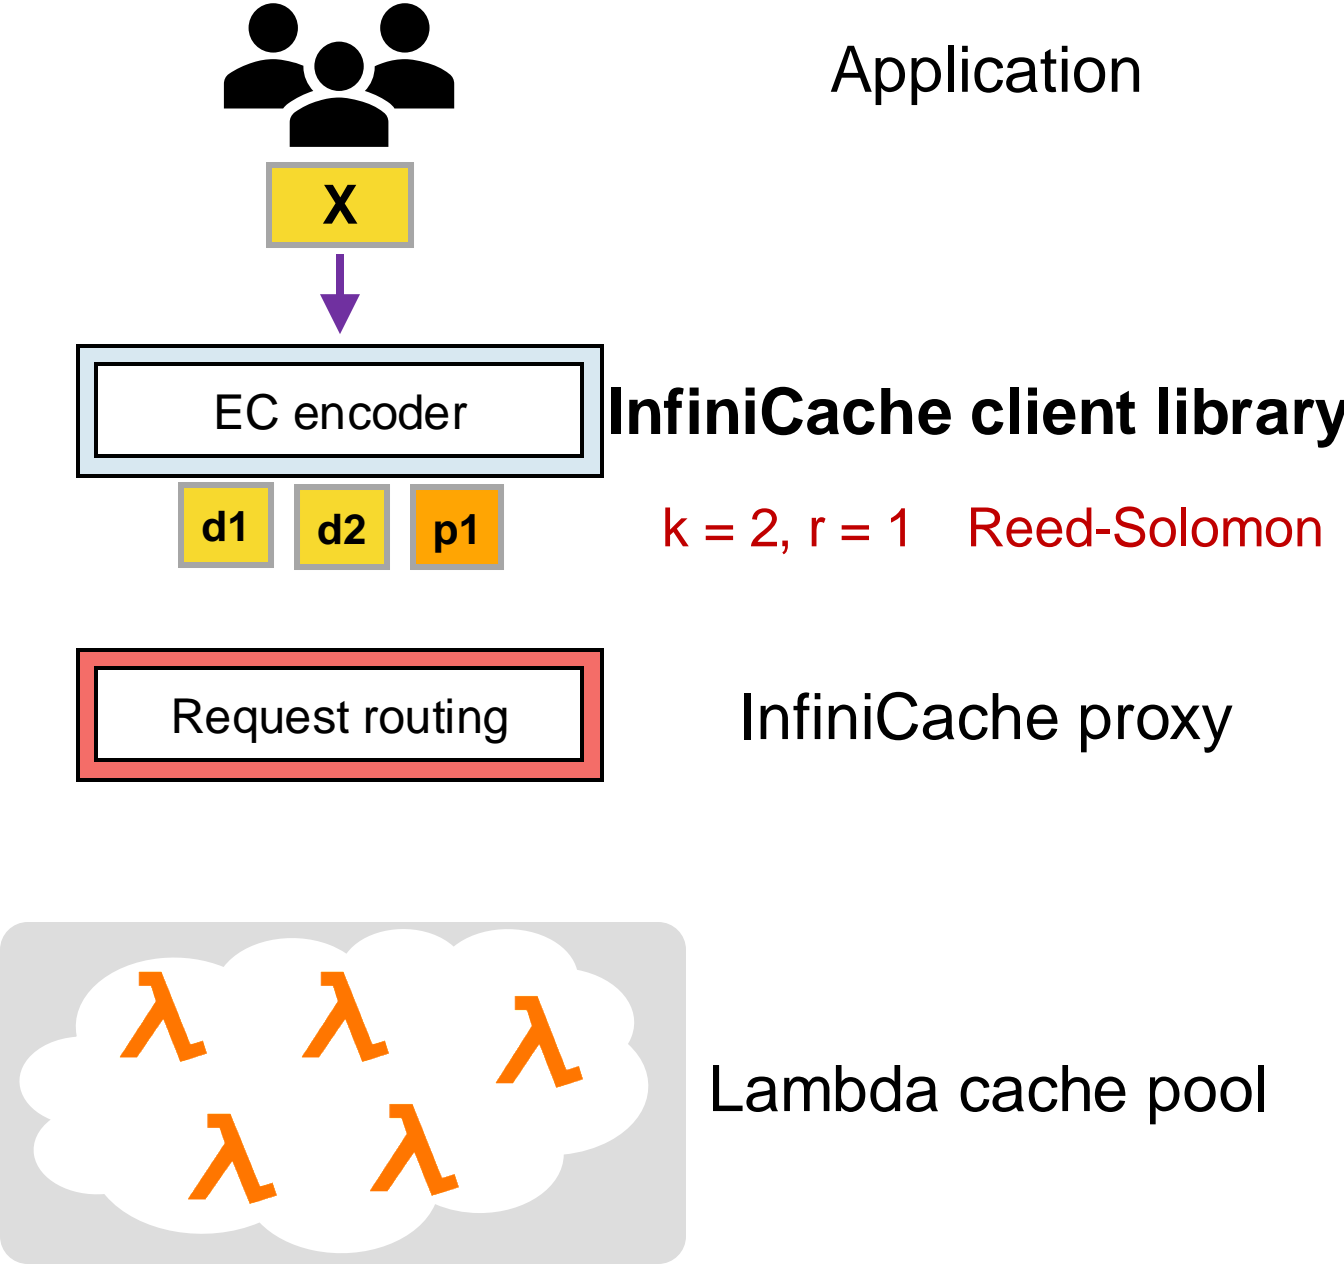 Application
X
EC encoder
InfiniCache client library
d1 d2 p1
k = 2, r = 1 Reed-Solomon
Request routing
InfiniCache proxy
λ λ λ
λ λ
Lambda cache pool